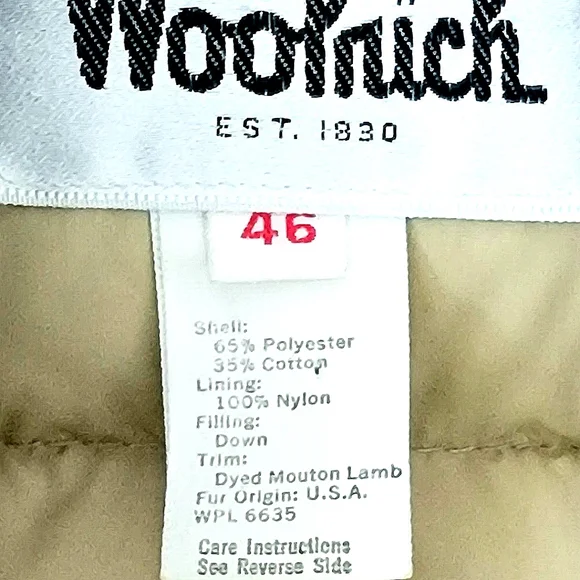 Woolrich
EST. 1830
46
Shell:
65% Polyester
35% Cotton
Lining:
100% Nylon
Filling:
Down
Trim:
Dyed Mouton Lamb
Fur Origin: U.S.A.
WPL 6635
Care Instructions
See Reverse Side